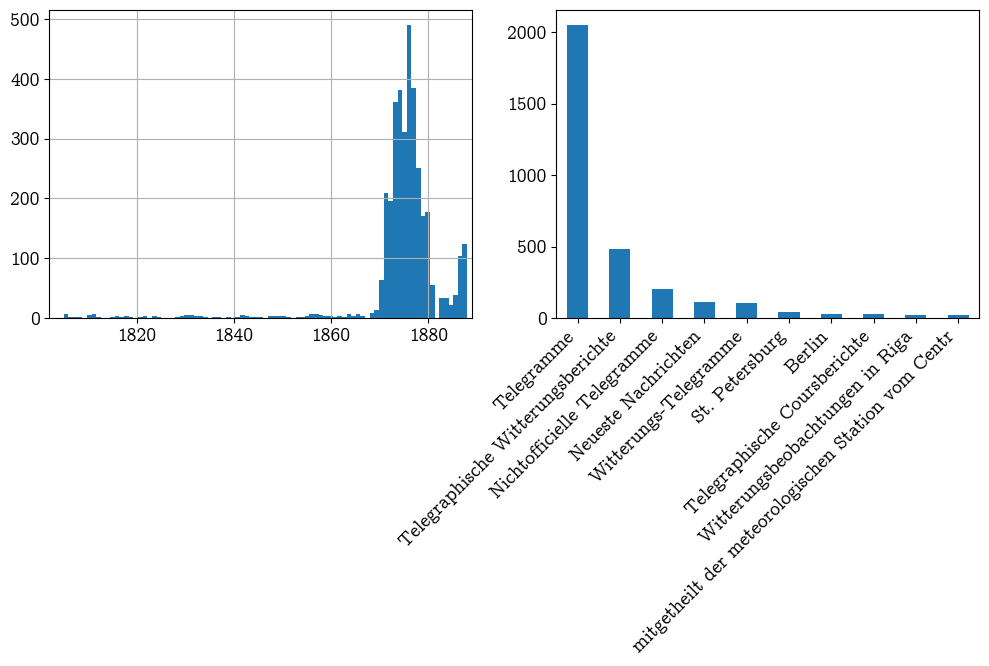 500
400
300
200
100
0
1820
1840
1860
1880
2000
1500
1000
500
0
Telegramme
Telegraphische Witterungsberichte
Nichtofficielle Telegramme
Neueste Nachrichten
Witterungs-Telegramme
St. Petersburg
Berlin
Telegraphische Coursberichte
Witterungsbeobachtungen in Riga
mitgetheilt der meteorologischen Station vom Centr